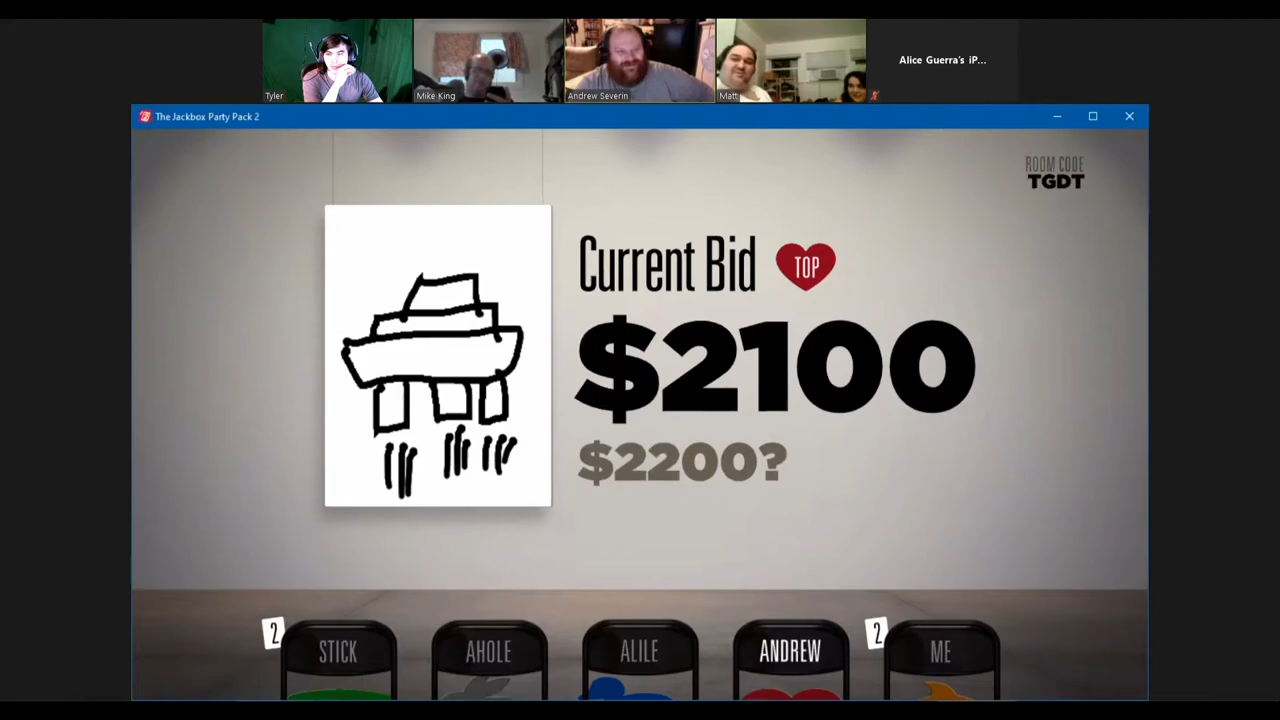 Tyler
Mike King
Andrew Severin
Matt
Alice Guerra's iP...
The Jackbox Party Pack 2
ROOM CODE
TGDT
Current Bid
TOP
$2100
$2200?
2
STICK
AHOLE
ALILE
ANDREW
2
ME